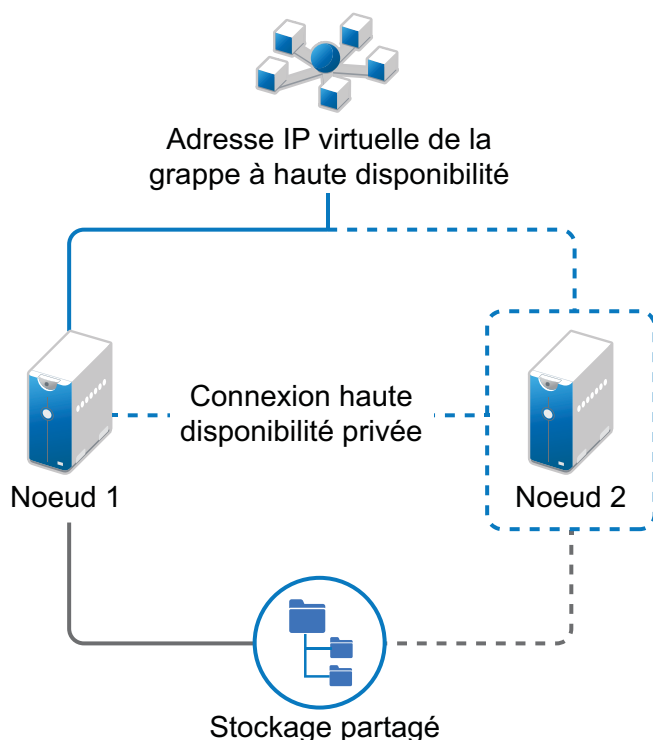 Adresse IP virtuelle de la
grappe à haute disponibilité
Connexion haute
disponibilité privée
Noeud 1
Noeud 2
Stockage partagé